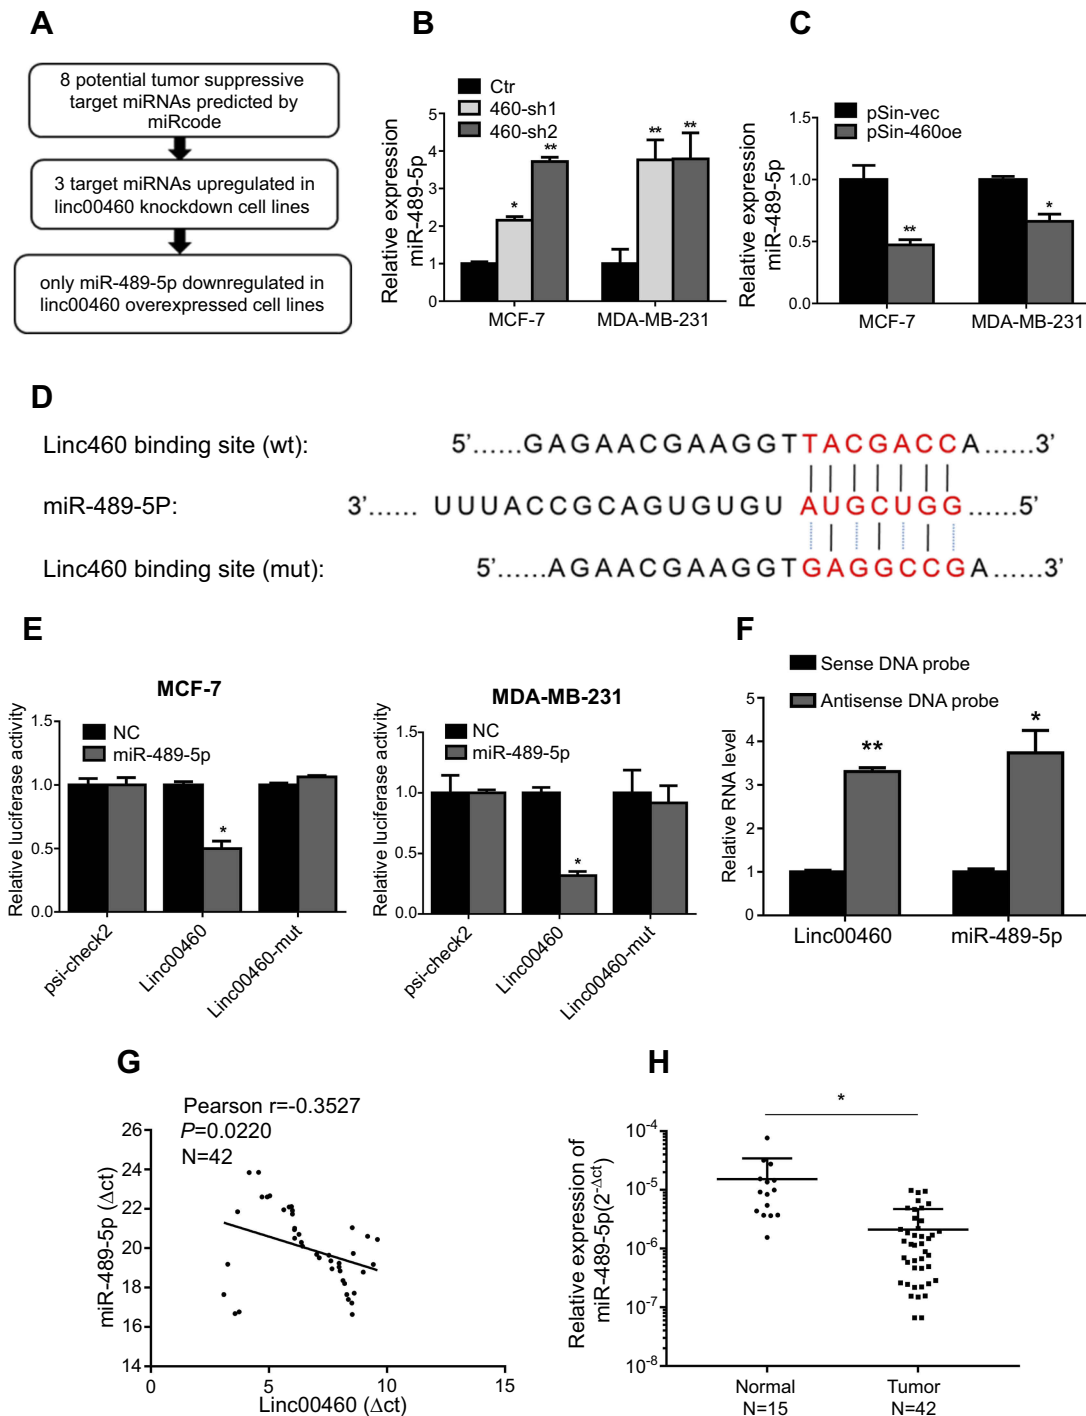 A
8 potential tumor suppressive
target miRNAs predicted by
miRcode
3 target miRNAs upregulated in
linc00460 knockdown cell lines
only miR-489-5p downregulated in
linc00460 overexpressed cell lines
B
Ctr
460-sh1
460-sh2
Relative expression
miR-489-5p
5
4
3
2
1
0
*
**
**
**
MCF-7
MDA-MB-231
C
pSin-vec
pSin-460oe
Relative expression
miR-489-5p
1.5
1.0
0.5
0.0
**
*
MCF-7
MDA-MB-231
D
Linc460 binding site (wt):
5’......GAGAACGAAGGTTACGACCA......3’
miR-489-5P:
3’...... UUUACCGCAGUGUGU AUGCUGG......5’
Linc460 binding site (mut):
5’......AGAACGAAGGTGAGGCCGA......3’
E
MCF-7
NC
miR-489-5p
Relative luciferase activity
1.5
1.0
0.5
0.0
*
psi-check2
Linc00460
Linc00460-mut
MDA-MB-231
NC
miR-489-5p
Relative luciferase activity
1.5
1.0
0.5
0.0
*
psi-check2
Linc00460
Linc00460-mut
F
Sense DNA probe
Antisense DNA probe
Relative RNA level
5
4
3
2
1
0
**
*
Linc00460
miR-489-5p
G
Pearson r=-0.3527
P=0.0220
N=42
miR-489-5p (Δct)
26
24
22
20
18
16
14
0
5
10
15
Linc00460 (Δct)
H
*
Relative expression of
miR-489-5p(2^-Δct)
10^-4
10^-5
10^-6
10^-7
10^-8
Normal
N=15
Tumor
N=42